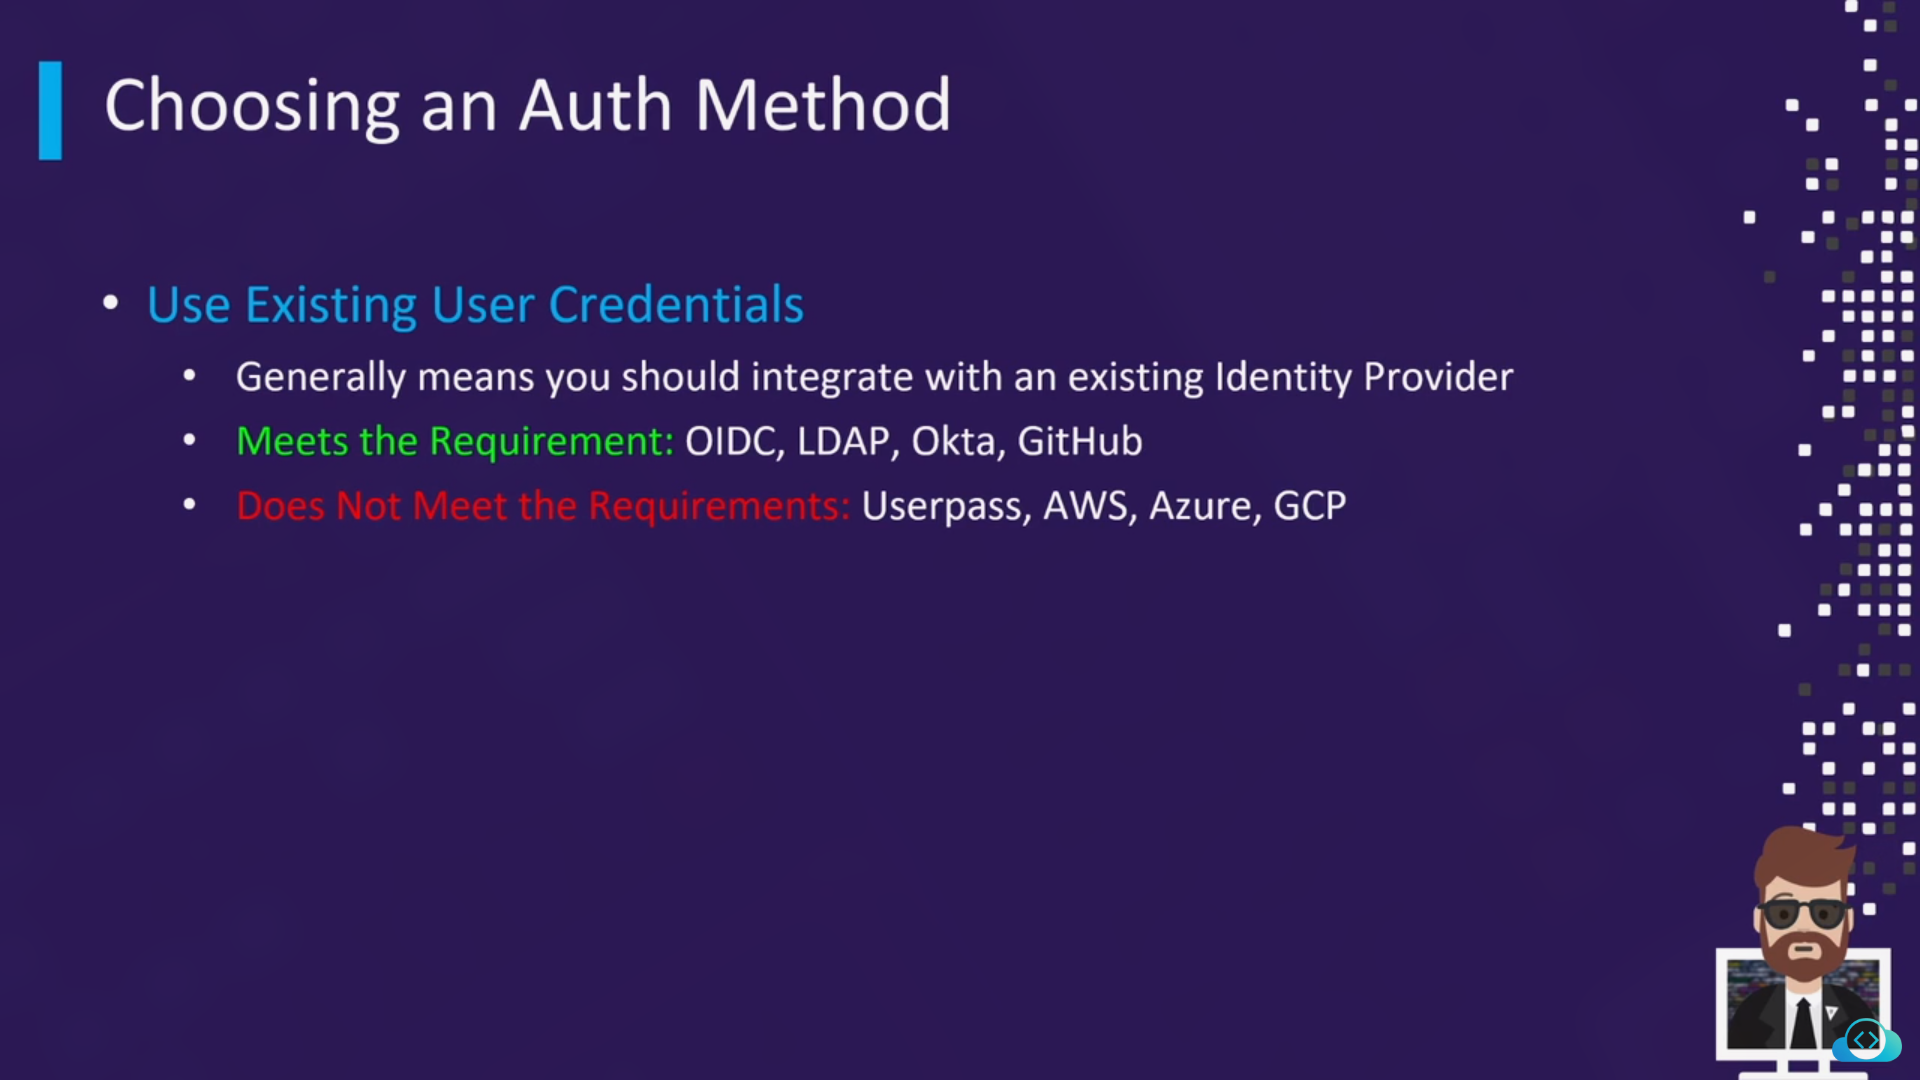 Choosing an Auth Method
• Use Existing User Credentials
• Generally means you should integrate with an existing Identity Provider
• Meets the Requirement: OIDC, LDAP, Okta, GitHub
• Does Not Meet the Requirements: Userpass, AWS, Azure, GCP